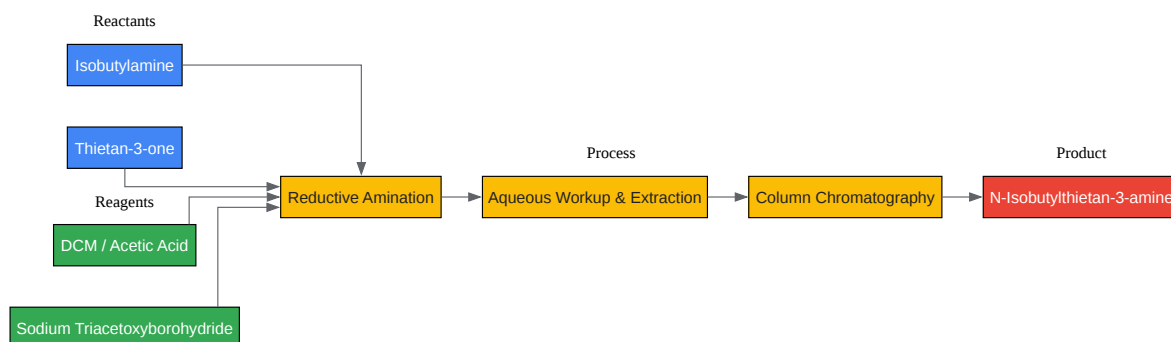 Reactants
Isobutylamine
Thietan-3-one
Reagents
DCM / Acetic Acid
Sodium Triacetoxyborohydride
Reductive Amination
Process
Aqueous Workup & Extraction
Column Chromatography
Product
N-Isobutylthietan-3-amine